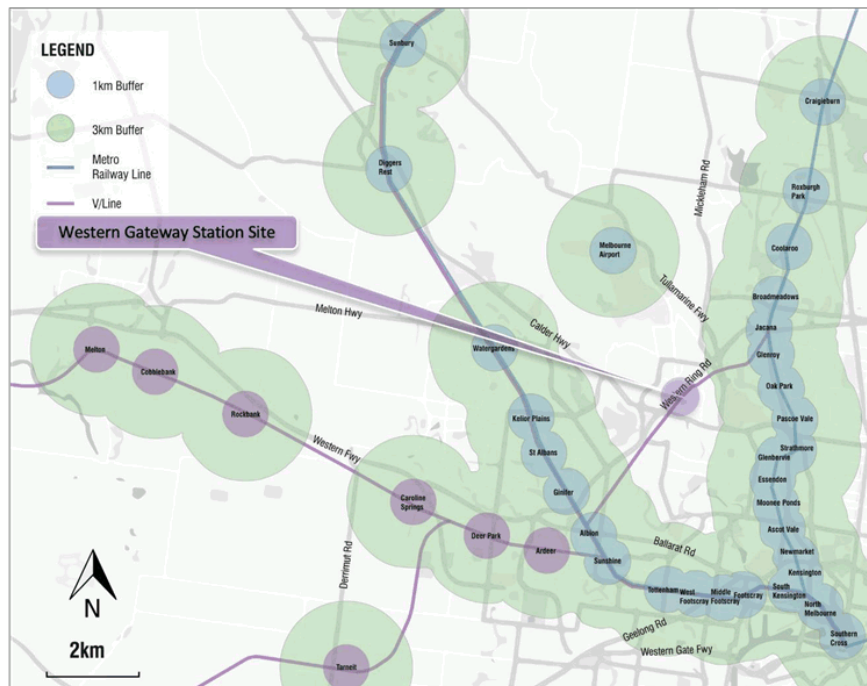 LEGEND
1km Buffer
3km Buffer
Metro
Railway Line
V/Line
Western Gateway Station Site
Sunbury
Diggers
Rest
Craigieburn
Roxburgh
Park
Coolaroo
Melbourne
Airport
Mickleham Rd
Tullamarine Fwy
Broadmeadows
Jacana
Glenroy
Melton Hwy
Calder Hwy
Watergardens
Western Ring Rd
Oak Park
Pascoe Vale
Strathmore
Glenbervie
Essendon
Moonee Ponds
Ascot Vale
Newmarket
Kensington
South
Kensington
North
Melbourne
Southern
Cross
Melton
Cobblebank
Rockbank
Western Fwy
Keilor Plains
St Albans
Ginifer
Caroline
Springs
Deer Park
Ardeer
Albion
Sunshine
Ballarat Rd
Derrimut Rd
Tottenham
West
Footscray
Middle
Footscray
Footscray
Geelong Rd
Western Gate Fwy
Tarneit
N
2km